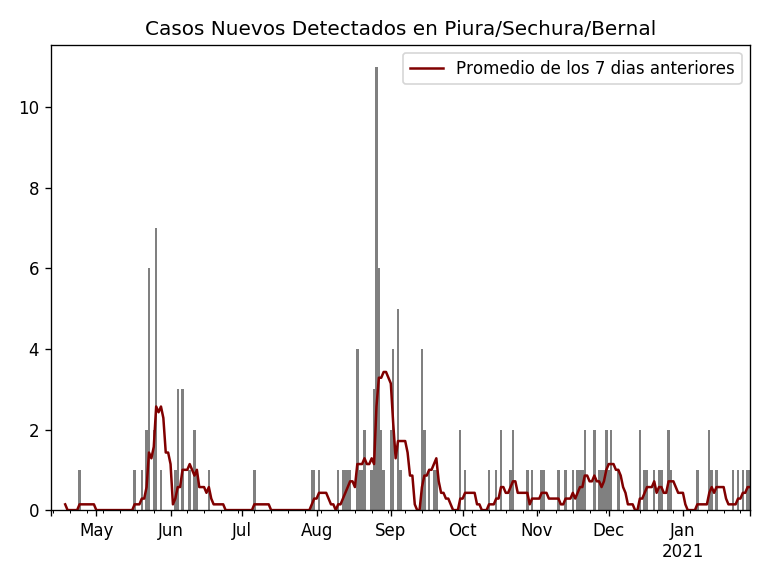 Casos Nuevos Detectados en Piura/Sechura/Bernal
Promedio de los 7 dias anteriores
10
8
6
4
2
0
May Jun Jul Aug Sep Oct Nov Dec Jan
2021